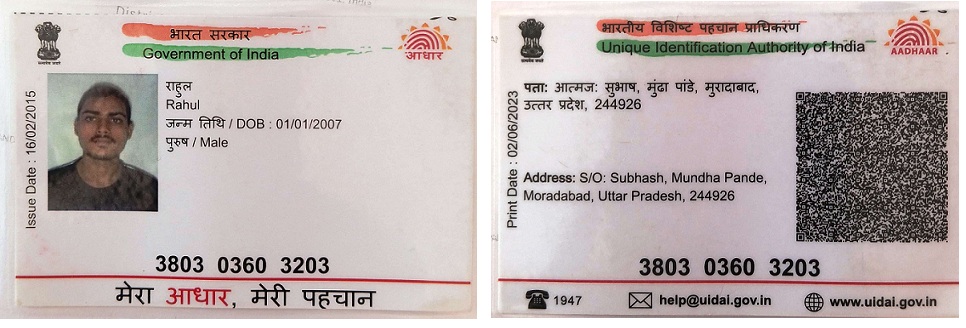 भारत सरकार
Government of India
आधार
Issue Date : 16/02/2015
राहुल
Rahul
जन्म तिथि / DOB : 01/01/2007
पुरुष / Male
3803 0360 3203
मेरा आधार, मेरी पहचान
भारतीय विशिष्ट पहचान प्राधिकरण
Unique Identification Authority of India
AADHAAR
Print Date : 02/06/2023
पता: आत्मज: सुभाष, मुंढा पांडे, मुरादाबाद,
उत्तर प्रदेश, 244926
Address: S/O: Subhash, Mundha Pande,
Moradabad, Uttar Pradesh, 244926
3803 0360 3203
1947
help@uidai.gov.in
www.uidai.gov.in